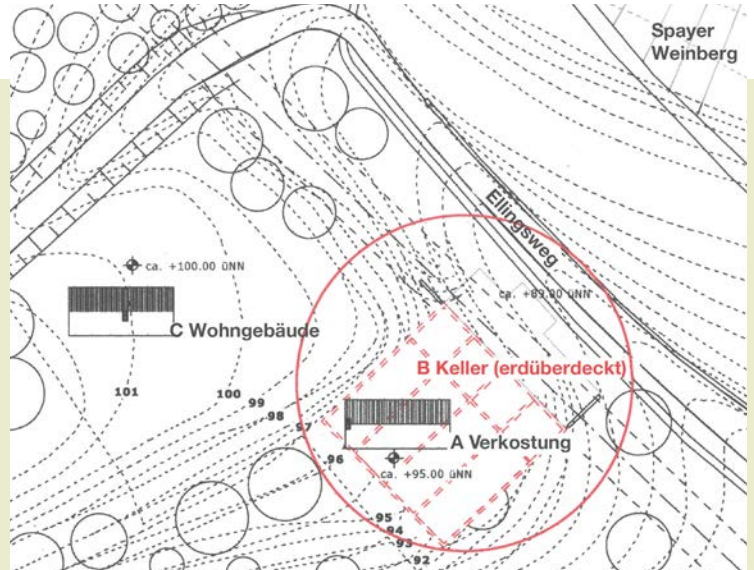 Spayer
Weinberg
Ellingsweg
ca. +100.00 üNN
ca. +89.00 üNN
C Wohngebäude
B Keller (erdüberdeckt)
101
100
99
98
97
96
A Verkostung
ca. +95.00 üNN
95
94
93
92